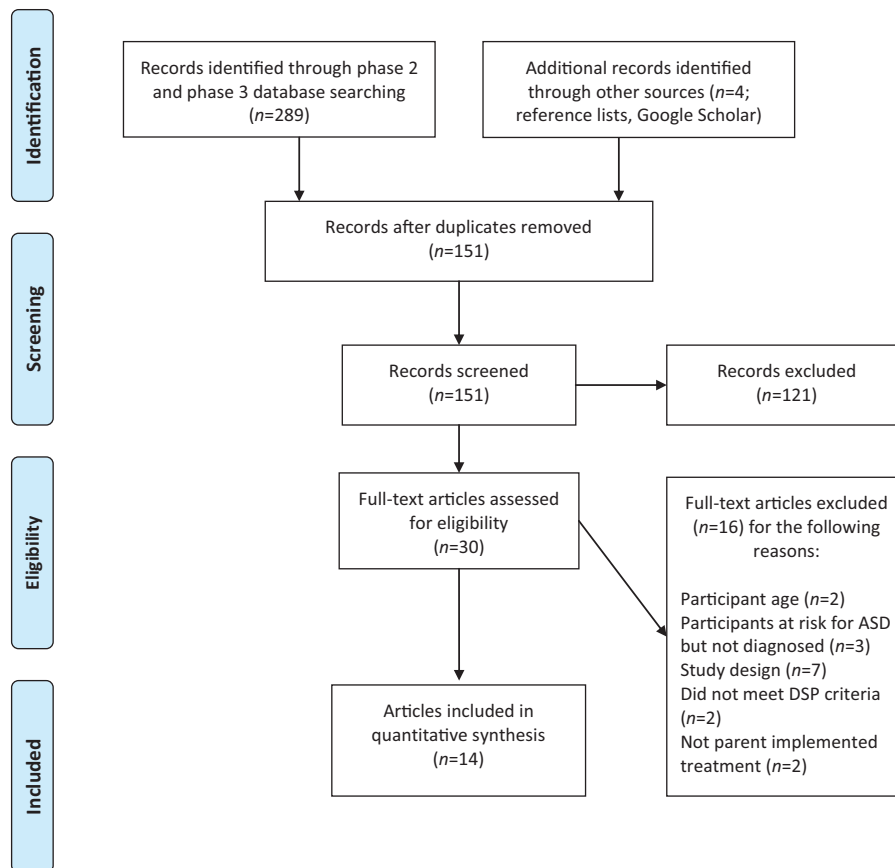 Identification
Records identified through phase 2
and phase 3 database searching
(n=289)
Additional records identified
through other sources (n=4;
reference lists, Google Scholar)
Records after duplicates removed
(n=151)
Screening
Records screened
(n=151)
Records excluded
(n=121)
Eligibility
Full-text articles assessed
for eligibility
(n=30)
Full-text articles excluded
(n=16) for the following
reasons:
Participant age (n=2)
Participants at risk for ASD
but not diagnosed (n=3)
Study design (n=7)
Did not meet DSP criteria
(n=2)
Not parent implemented
treatment (n=2)
Included
Articles included in
quantitative synthesis
(n=14)